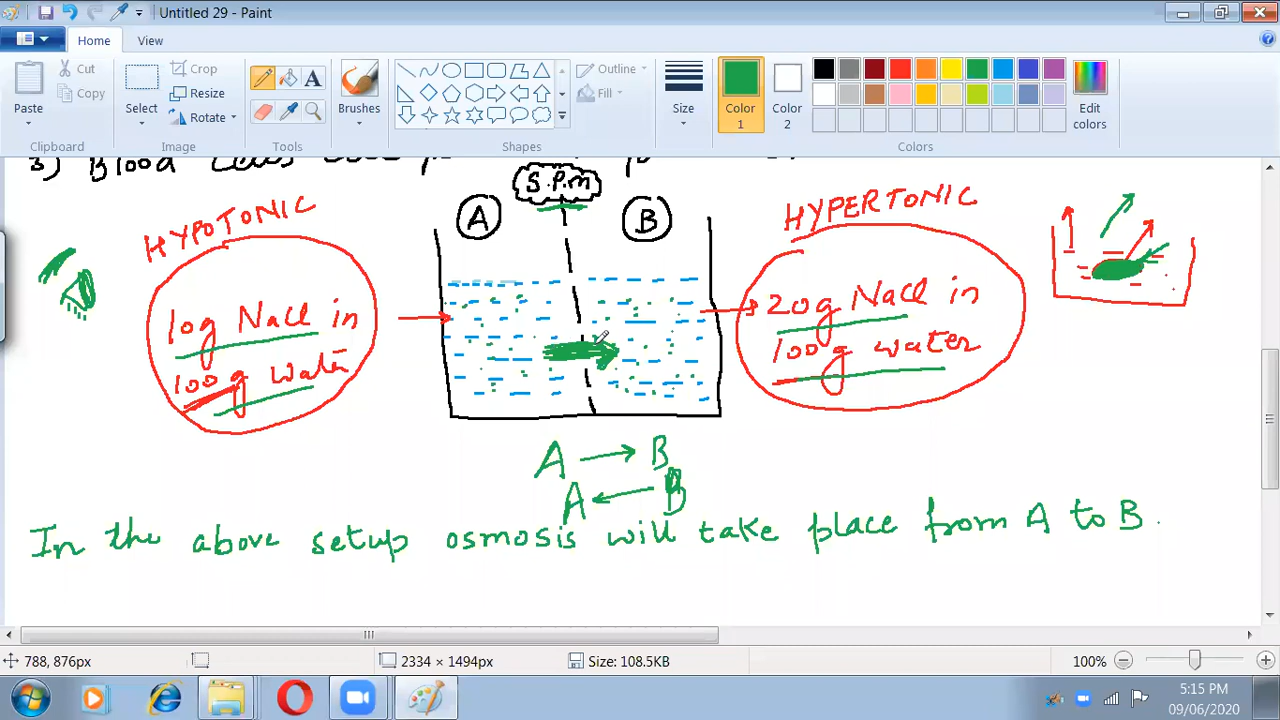 Untitled 29 - Paint
Home View
Paste
Cut
Copy
Select
Crop
Resize
Rotate
A
Brushes
Outline
Fill
Size
Color 1
Color 2
Edit colors
Clipboard
Image
Tools
Shapes
Colors
3) Blood
S.P.M
A
B
HYPOTONIC
HYPERTONIC
10g Nacl in
100g water
20g Nacl in
100g water
A → B
A ← B
In the above setup osmosis will take place from A to B.
788, 876px
2334 × 1494px
Size: 108.5KB
100%
5:15 PM
09/06/2020